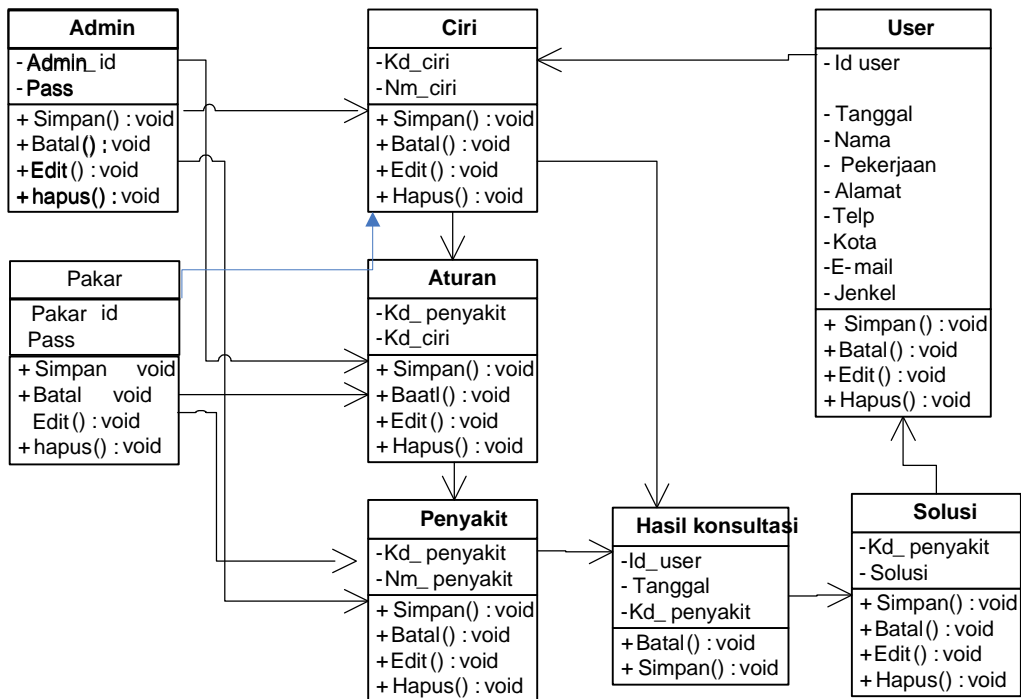 Admin
- Admin_id
- Pass
+ Simpan() : void
+ Batal() : void
+ Edit() : void
+ hapus() : void
Ciri
-Kd_ciri
-Nm_ciri
+ Simpan() : void
+Batal() : void
+Edit() : void
+ Hapus() : void
User
- Id user
- Tanggal
- Nama
- Pekerjaan
- Alamat
- Telp
- Kota
-E-mail
- Jenkel
+ Simpan() : void
+Batal() : void
+Edit() : void
+ Hapus() : void
Pakar
Pakar id
Pass
+ Simpan void
+Batal void
Edit() : void
+ hapus() : void
Aturan
-Kd_ penyakit
-Kd_ciri
+ Simpan() : void
+Baatl() : void
+Edit() : void
+ Hapus() : void
Penyakit
-Kd_ penyakit
-Nm_ penyakit
+ Simpan() : void
+Batal() : void
+Edit() : void
+ Hapus() : void
Hasil konsultasi
-Id_user
- Tanggal
-Kd_ penyakit
+Batal() : void
+ Simpan() : void
Solusi
-Kd_ penyakit
- Solusi
+ Simpan() : void
+Batal() : void
+Edit() : void
+ Hapus() : void